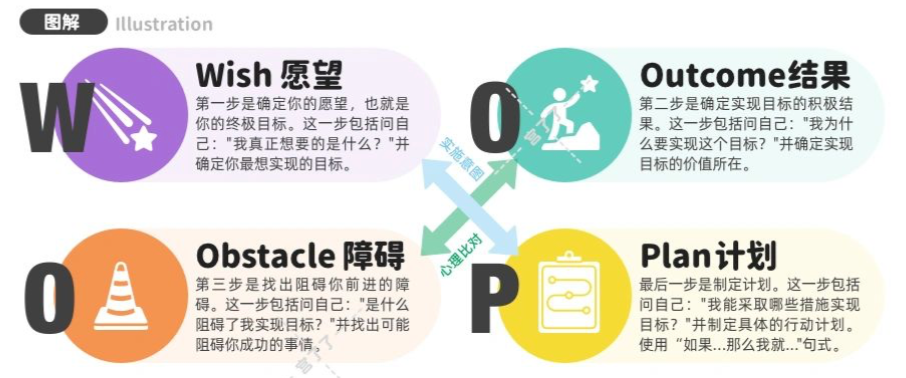 图解 Illustration
W
Wish 愿望
第一步是确定你的愿望，也就是
你的终极目标。这一步包括问自
己："我真正想要的是什么？"并
确定你最想实现的目标。
O
Outcome结果
第二步是确定实现目标的积极结
果。这一步包括问自己："我为什
么要实现这个目标？"并确定实现
目标的价值所在。
实施意图
心理比对
O
Obstacle 障碍
第三步是找出阻碍你前进的障
碍。这一步包括问自己："是什么
阻碍了我实现目标？"并找出可能
阻碍你成功的事情。
P
Plan计划
最后一步是制定计划。这一步包括
问自己："我能采取哪些措施实现
目标？"并制定具体的行动计划。
使用“如果...那么我就..."句式。